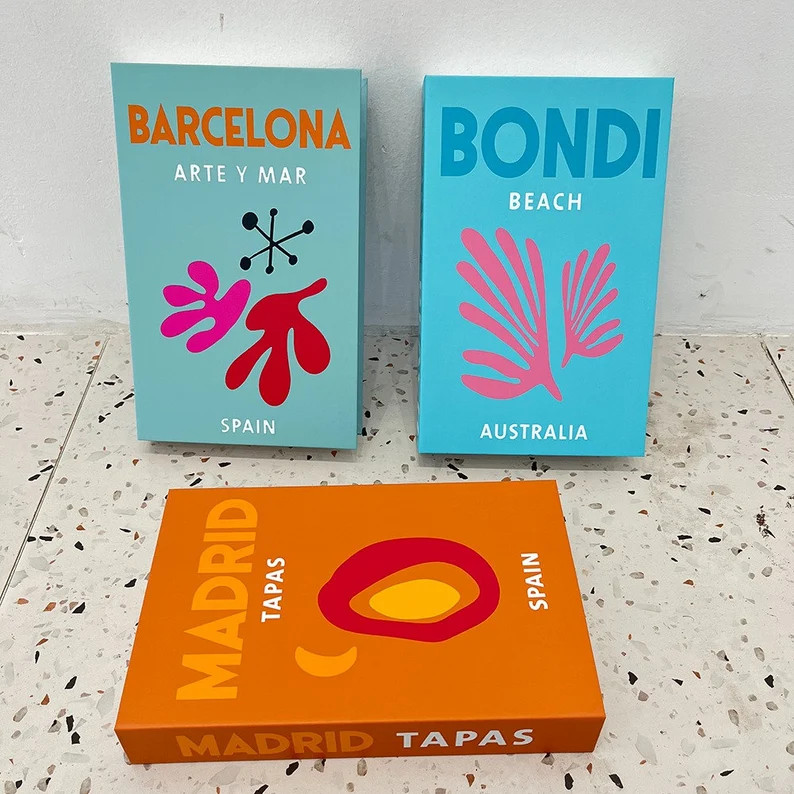 BARCELONA
ARTE Y MAR
SPAIN
BONDI
BEACH
AUSTRALIA
MADRID
TAPAS
SPAIN
MADRID TAPAS